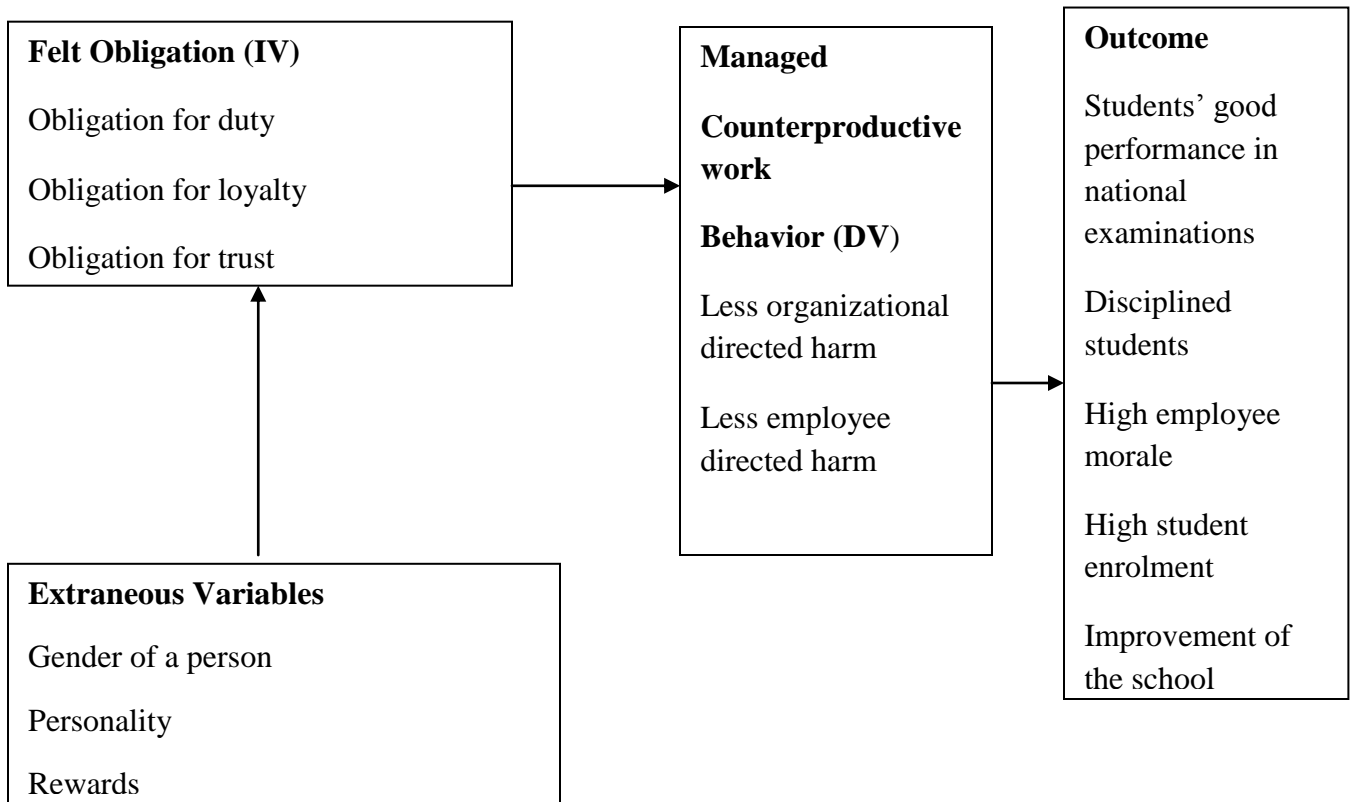 Felt Obligation (IV)
Obligation for duty
Obligation for loyalty
Obligation for trust
Managed
Counterproductive
work
Behavior (DV)
Less organizational
directed harm
Less employee
directed harm
Outcome
Students’ good
performance in
national
examinations
Disciplined
students
High employee
morale
High student
enrolment
Improvement of
the school
Extraneous Variables
Gender of a person
Personality
Rewards